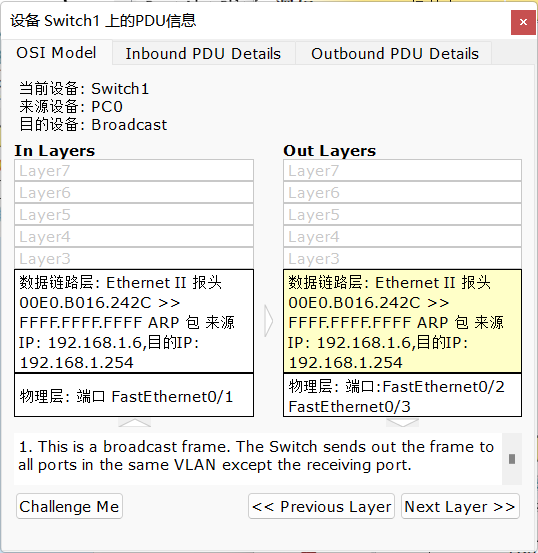 设备 Switch1 上的PDU信息
×
OSI Model
Inbound PDU Details
Outbound PDU Details
当前设备: Switch1
来源设备: PC0
目的设备: Broadcast
In Layers
Layer7
Layer6
Layer5
Layer4
Layer3
数据链路层: Ethernet II 报头
00E0.B016.242C >>
FFFF.FFFF.FFFF ARP 包 来源
IP: 192.168.1.6,目的IP:
192.168.1.254
物理层: 端口 FastEthernet0/1
Out Layers
Layer7
Layer6
Layer5
Layer4
Layer3
数据链路层: Ethernet II 报头
00E0.B016.242C >>
FFFF.FFFF.FFFF ARP 包 来源
IP: 192.168.1.6,目的IP:
192.168.1.254
物理层: 端口:FastEthernet0/2
FastEthernet0/3
1. This is a broadcast frame. The Switch sends out the frame to
all ports in the same VLAN except the receiving port.
Challenge Me
<< Previous Layer
Next Layer >>